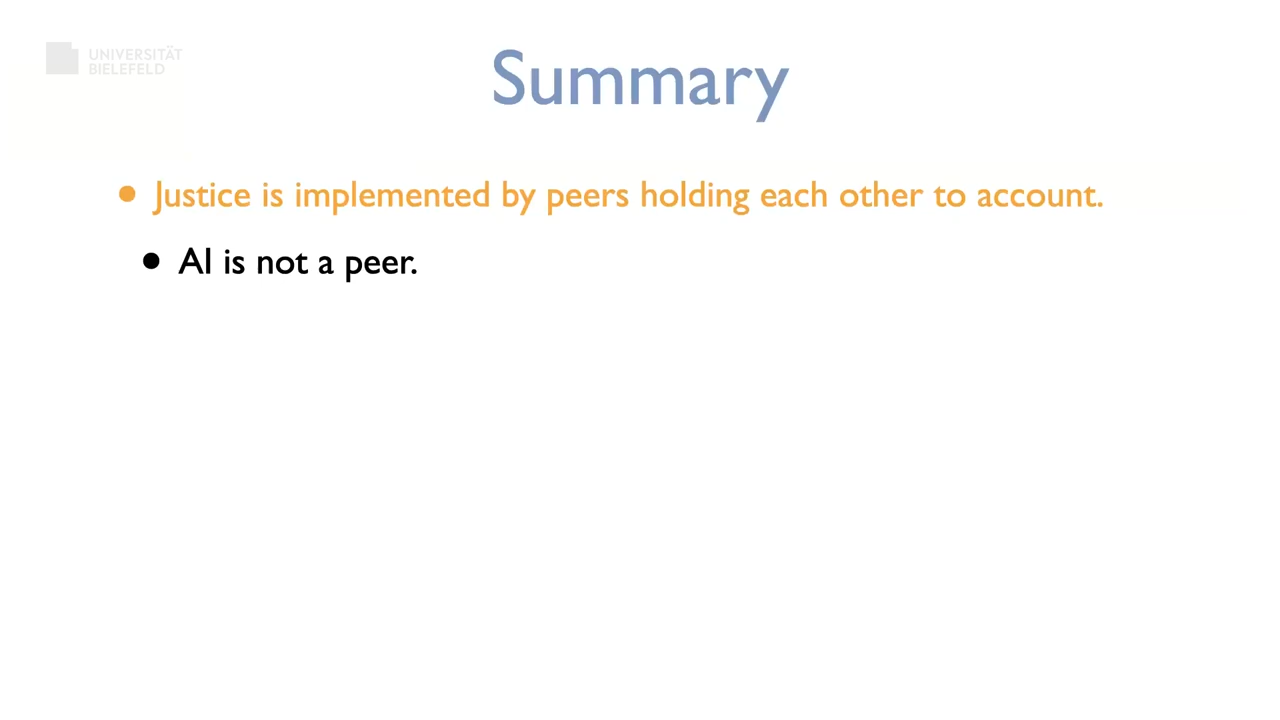 UNIVERSITÄT
BIELEFELD
Summary
• Justice is implemented by peers holding each other to account.
• AI is not a peer.